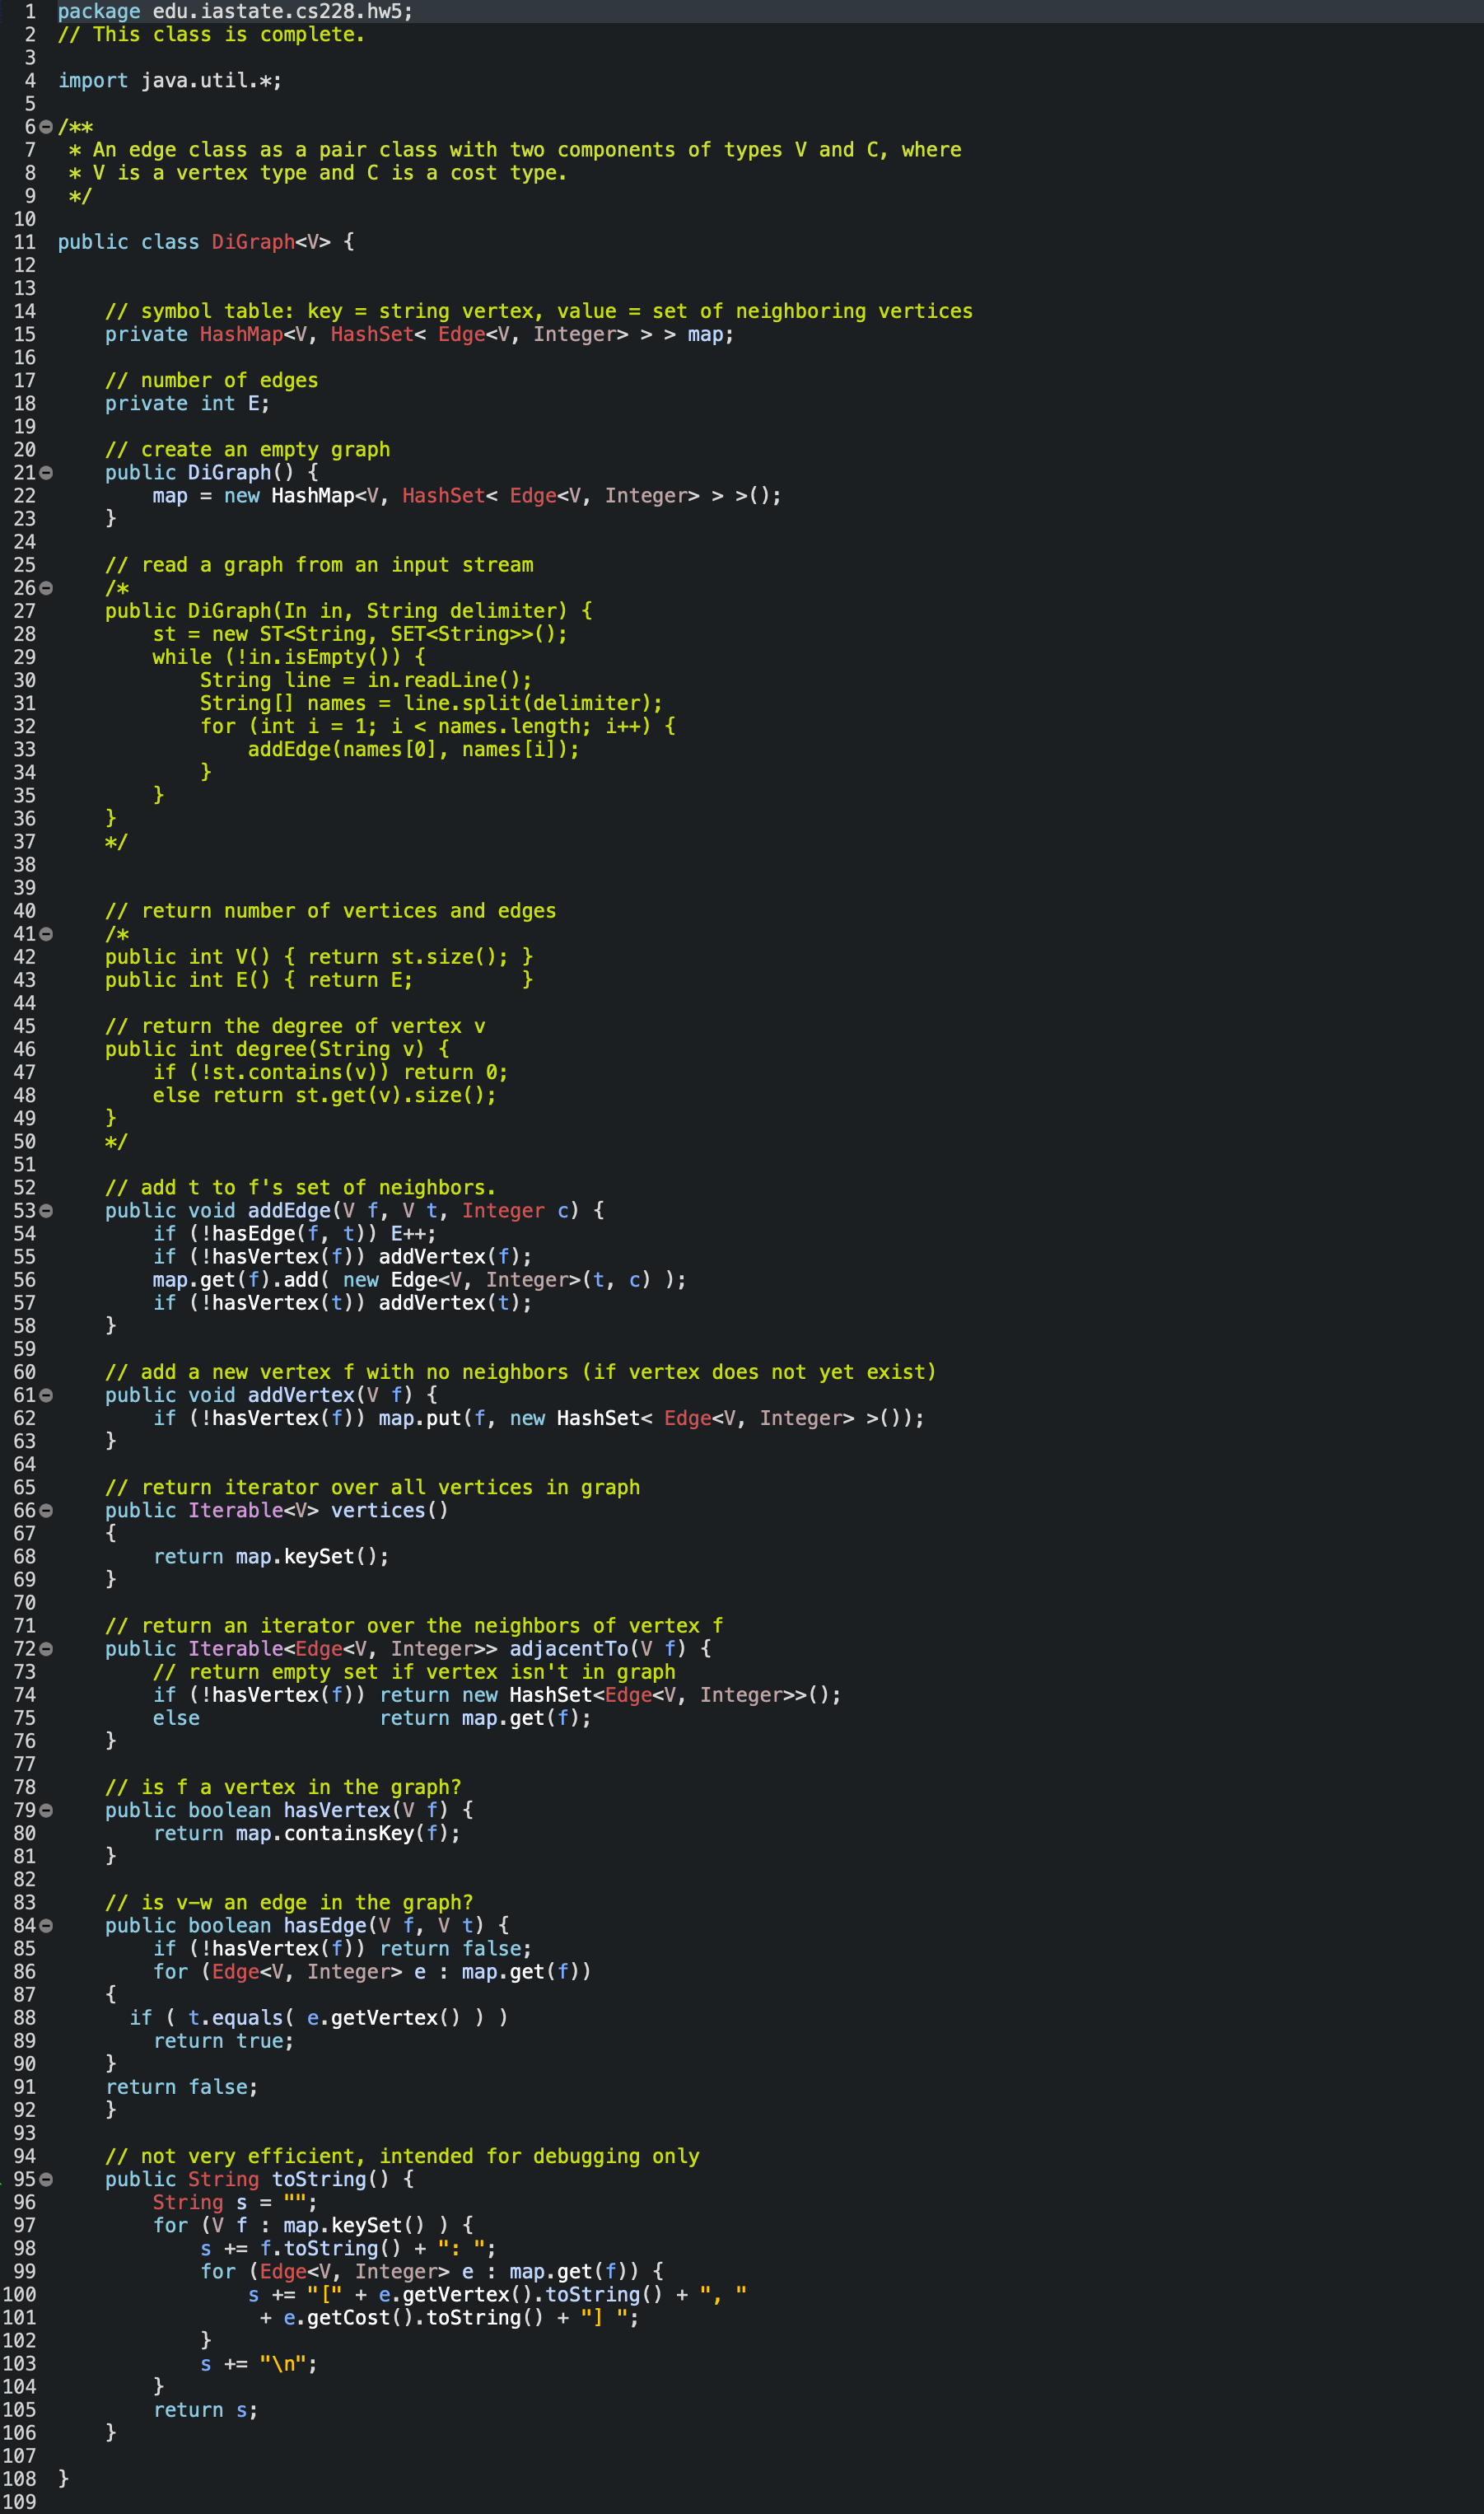 1 package edu.iastate.cs228.hw5;
2 // This class is complete.
3
4 import java.util.*;
5
6 /**
7  * An edge class as a pair class with two components of types V and C, where
8  * V is a vertex type and C is a cost type.
9  */
10
11 public class DiGraph<V> {
12
13
14     // symbol table: key = string vertex, value = set of neighboring vertices
15     private HashMap<V, HashSet< Edge<V, Integer> > > map;
16
17     // number of edges
18     private int E;
19
20     // create an empty graph
21     public DiGraph() {
22         map = new HashMap<V, HashSet< Edge<V, Integer> > >();
23     }
24
25     // read a graph from an input stream
26     /*
27     public DiGraph(In in, String delimiter) {
28         st = new ST<String, SET<String>>();
29         while (!in.isEmpty()) {
30             String line = in.readLine();
31             String[] names = line.split(delimiter);
32             for (int i = 1; i < names.length; i++) {
33                 addEdge(names[0], names[i]);
34             }
35         }
36     }
37     */
38
39
40     // return number of vertices and edges
41     /*
42     public int V() { return st.size(); }
43     public int E() { return E;         }
44
45     // return the degree of vertex v
46     public int degree(String v) {
47         if (!st.contains(v)) return 0;
48         else return st.get(v).size();
49     }
50     */
51
52     // add t to f's set of neighbors.
53     public void addEdge(V f, V t, Integer c) {
54         if (!hasEdge(f, t)) E++;
55         if (!hasVertex(f)) addVertex(f);
56         map.get(f).add( new Edge<V, Integer>(t, c) );
57         if (!hasVertex(t)) addVertex(t);
58     }
59
60     // add a new vertex f with no neighbors (if vertex does not yet exist)
61     public void addVertex(V f) {
62         if (!hasVertex(f)) map.put(f, new HashSet< Edge<V, Integer> >());
63     }
64
65     // return iterator over all vertices in graph
66     public Iterable<V> vertices()
67     {
68         return map.keySet();
69     }
70
71     // return an iterator over the neighbors of vertex f
72     public Iterable<Edge<V, Integer>> adjacentTo(V f) {
73         // return empty set if vertex isn't in graph
74         if (!hasVertex(f)) return new HashSet<Edge<V, Integer>>();
75         else               return map.get(f);
76     }
77
78     // is f a vertex in the graph?
79     public boolean hasVertex(V f) {
80         return map.containsKey(f);
81     }
82
83     // is v-w an edge in the graph?
84     public boolean hasEdge(V f, V t) {
85         if (!hasVertex(f)) return false;
86         for (Edge<V, Integer> e : map.get(f))
87     {
88       if ( t.equals( e.getVertex() ) )
89         return true;
90     }
91     return false;
92     }
93
94     // not very efficient, intended for debugging only
95     public String toString() {
96         String s = "";
97         for (V f : map.keySet() ) {
98             s += f.toString() + ": ";
99             for (Edge<V, Integer> e : map.get(f)) {
100                 s += "[" + e.getVertex().toString() + ", "
101                  + e.getCost().toString() + "] ";
102             }
103             s += "\n";
104         }
105         return s;
106     }
107
108 }
109